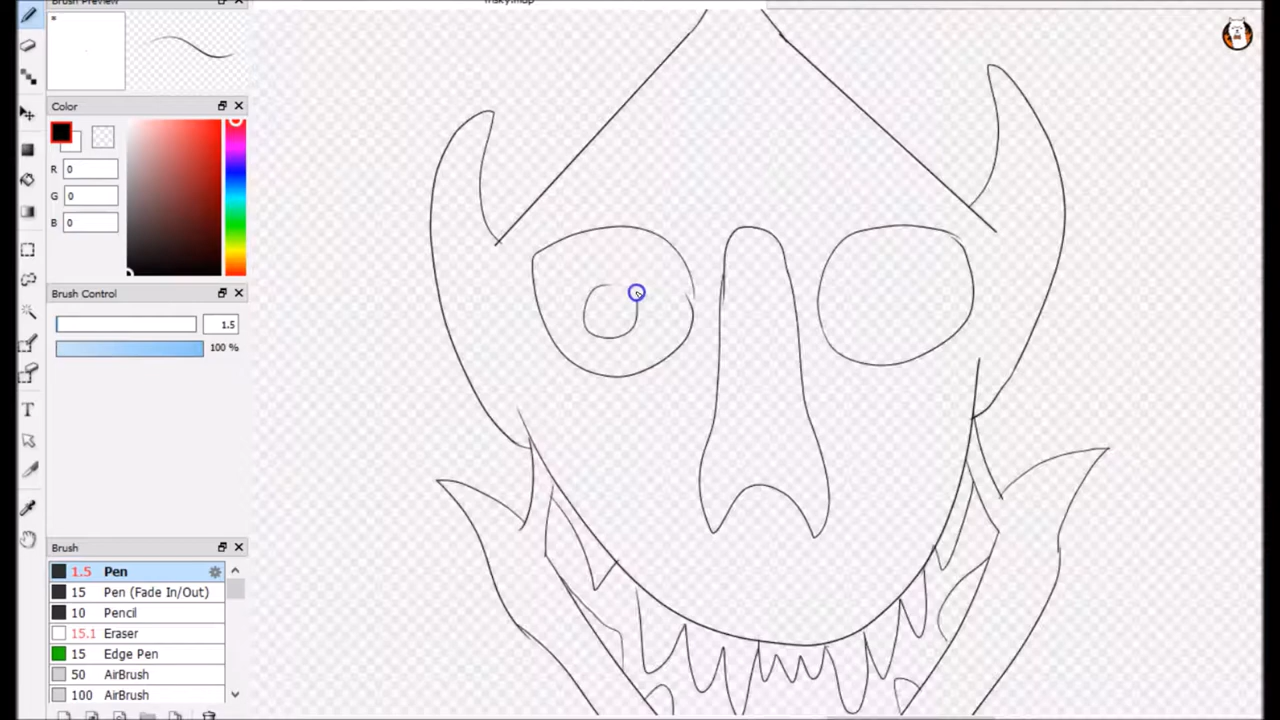 Brush Preview
Color
R 0
G 0
B 0
Brush Control
1.5
100 %
Brush
1.5 Pen
15 Pen (Fade In/Out)
10 Pencil
15.1 Eraser
15 Edge Pen
50 AirBrush
100 AirBrush
T